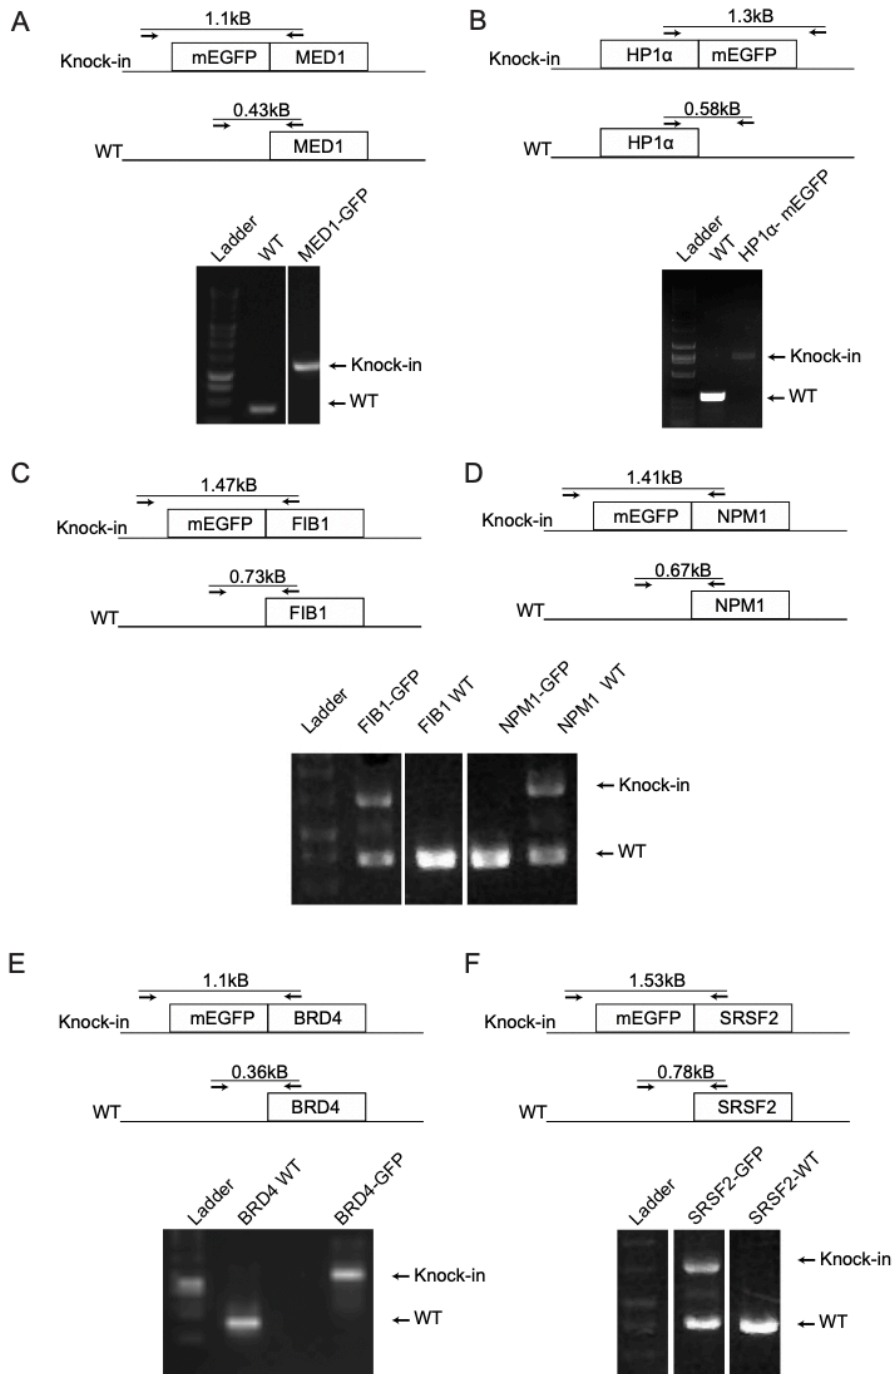 A
1.1kB
Knock-in
mEGFP
MED1
0.43kB
WT
MED1
Ladder
WT
MED1-GFP
Knock-in
WT
B
1.3kB
Knock-in
HP1α
mEGFP
0.58kB
WT
HP1α
Ladder
WT
HP1α- mEGFP
Knock-in
WT
C
1.47kB
Knock-in
mEGFP
FIB1
0.73kB
WT
FIB1
D
1.41kB
Knock-in
mEGFP
NPM1
0.67kB
WT
NPM1
Ladder
FIB1-GFP
FIB1 WT
NPM1-GFP
NPM1 WT
Knock-in
WT
E
1.1kB
Knock-in
mEGFP
BRD4
0.36kB
WT
BRD4
Ladder
BRD4 WT
BRD4-GFP
Knock-in
WT
F
1.53kB
Knock-in
mEGFP
SRSF2
0.78kB
WT
SRSF2
Ladder
SRSF2-GFP
SRSF2-WT
Knock-in
WT